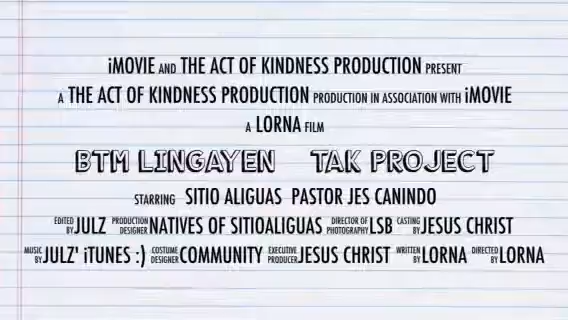 iMOVIE AND THE ACT OF KINDNESS PRODUCTION PRESENT
A THE ACT OF KINDNESS PRODUCTION PRODUCTION IN ASSOCIATION WITH iMOVIE
A LORNA FILM
BTM LINGAYEN TAK PROJECT
STARRING SITIO ALIGUAS PASTOR JES CANINDO
EDITED BY JULZ PRODUCTION DESIGNER NATIVES OF SITIOALIGUAS DIRECTOR OF PHOTOGRAPHY LSB CASTING BY JESUS CHRIST
MUSIC BY JULZ' iTUNES :) COSTUME DESIGNER COMMUNITY EXECUTIVE PRODUCER JESUS CHRIST WRITTEN BY LORNA DIRECTED BY LORNA